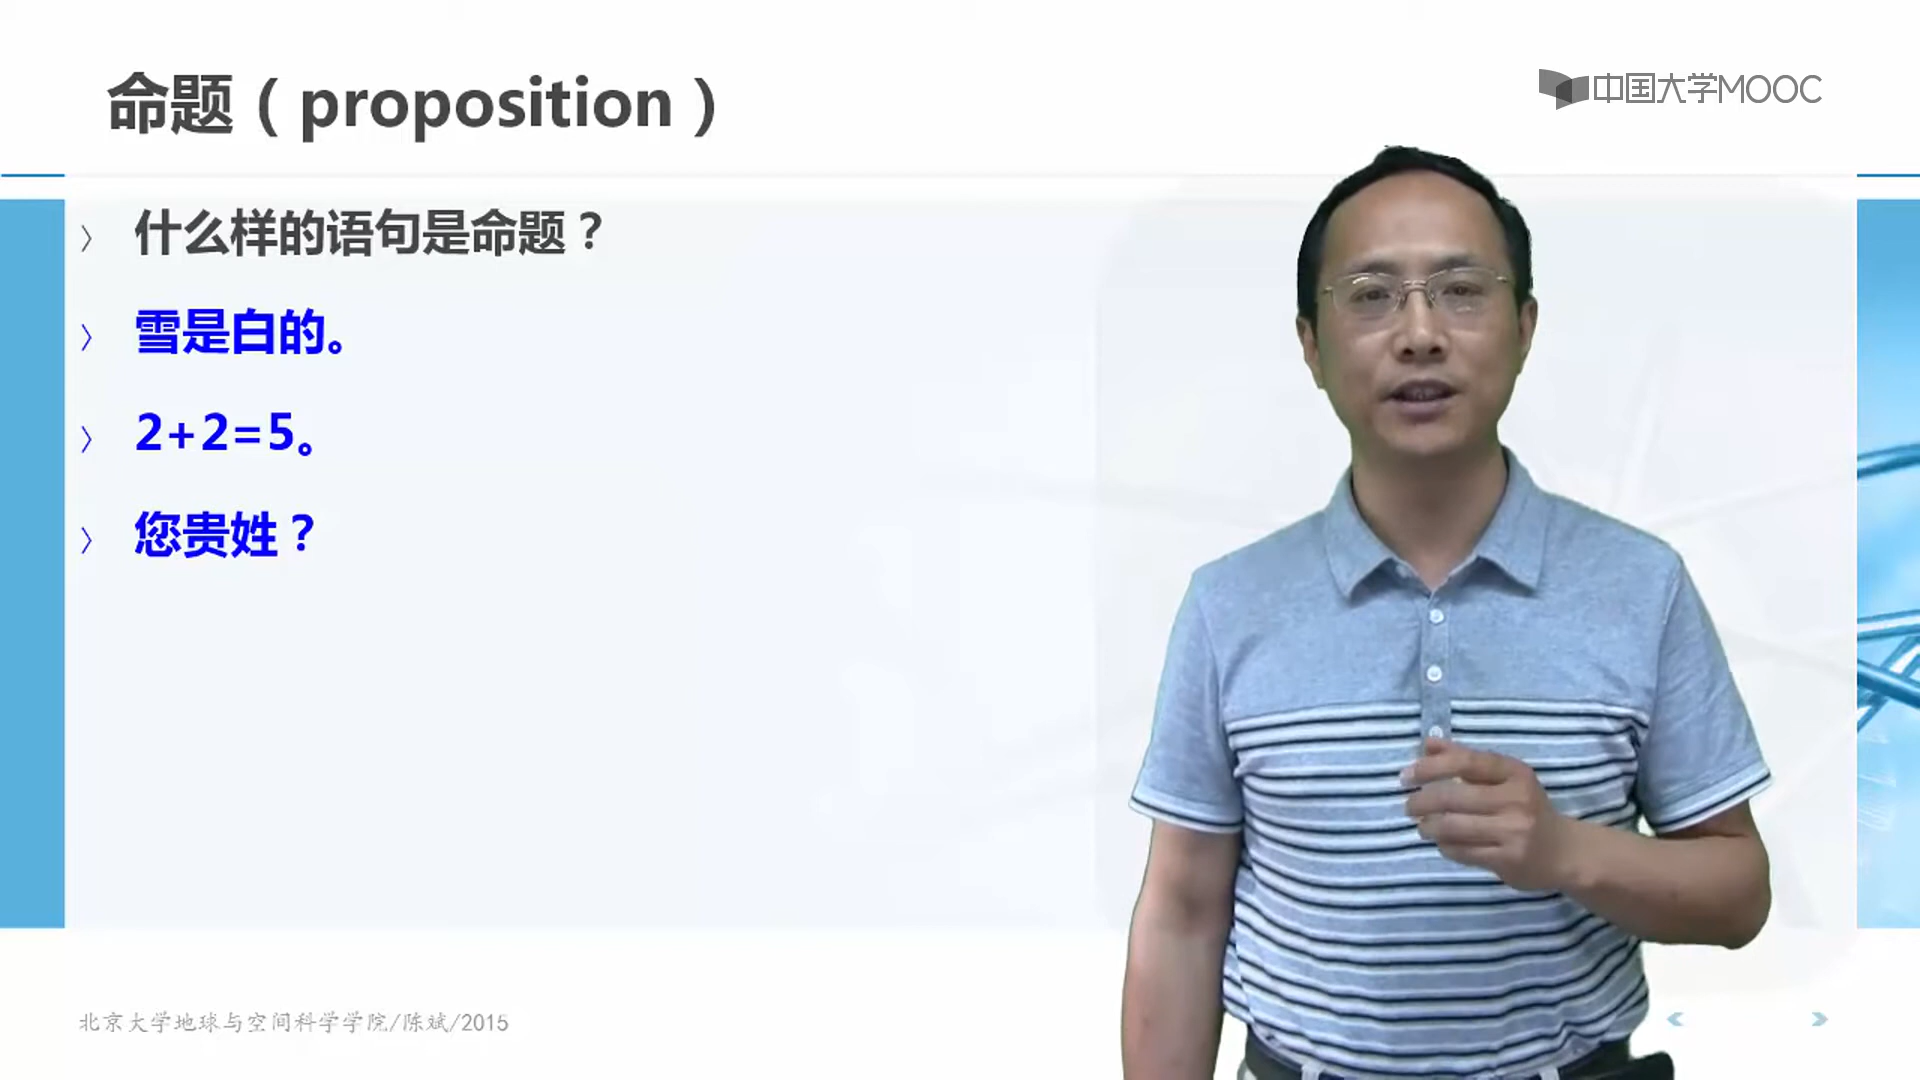 命题（proposition）
中国大学MOOC
什么样的语句是命题？
雪是白的。
2+2=5。
您贵姓？
北京大学地球与空间科学学院/陈斌/2015